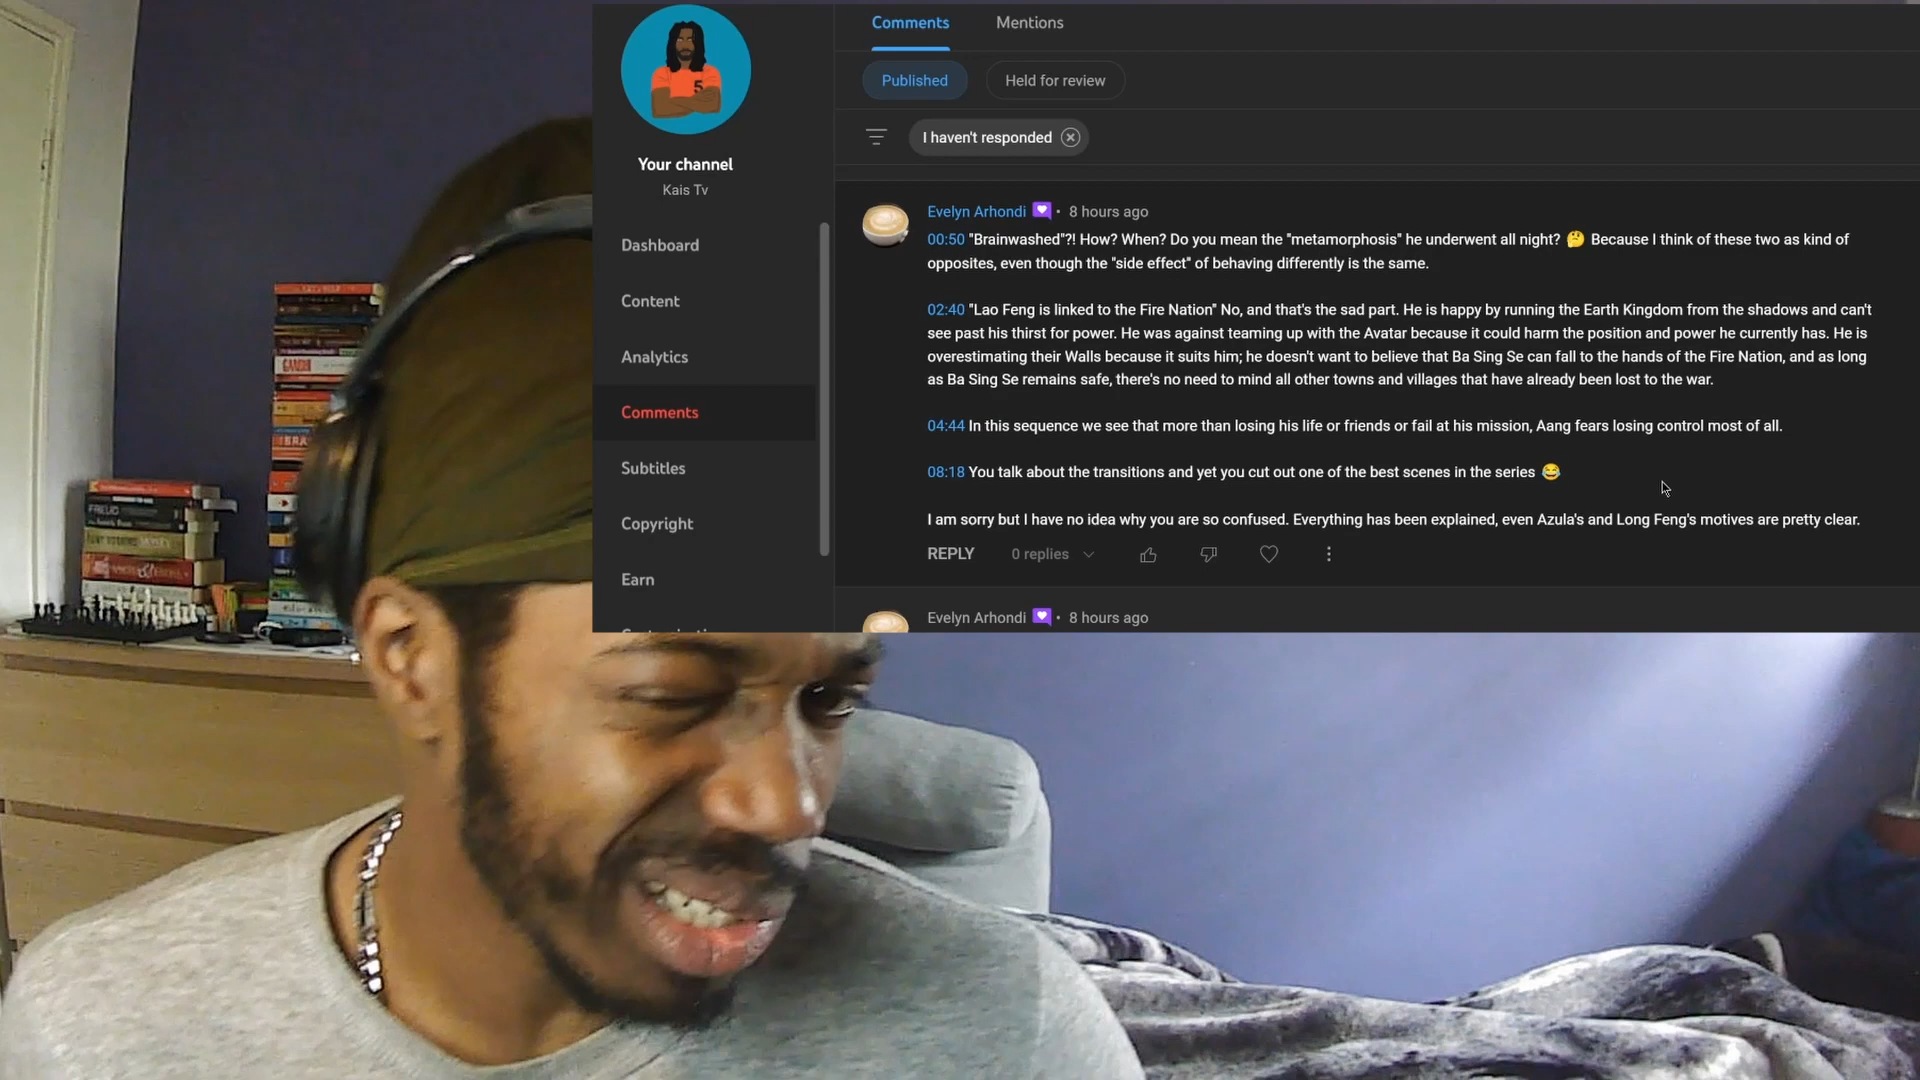 Comments
Mentions
Published
Held for review
I haven't responded
5
Your channel
Kais Tv
Dashboard
Content
Analytics
Comments
Subtitles
Copyright
Earn
Evelyn Arhondi • 8 hours ago
00:50 "Brainwashed"?! How? When? Do you mean the "metamorphosis" he underwent all night? 🤔 Because I think of these two as kind of
opposites, even though the "side effect" of behaving differently is the same.
02:40 "Lao Feng is linked to the Fire Nation" No, and that's the sad part. He is happy by running the Earth Kingdom from the shadows and can't
see past his thirst for power. He was against teaming up with the Avatar because it could harm the position and power he currently has. He is
overestimating their Walls because it suits him; he doesn't want to believe that Ba Sing Se can fall to the hands of the Fire Nation, and as long
as Ba Sing Se remains safe, there's no need to mind all other towns and villages that have already been lost to the war.
04:44 In this sequence we see that more than losing his life or friends or fail at his mission, Aang fears losing control most of all.
08:18 You talk about the transitions and yet you cut out one of the best scenes in the series 😂
I am sorry but I have no idea why you are so confused. Everything has been explained, even Azula's and Long Feng's motives are pretty clear.
REPLY
0 replies
Evelyn Arhondi • 8 hours ago
GANDHI
FREUD